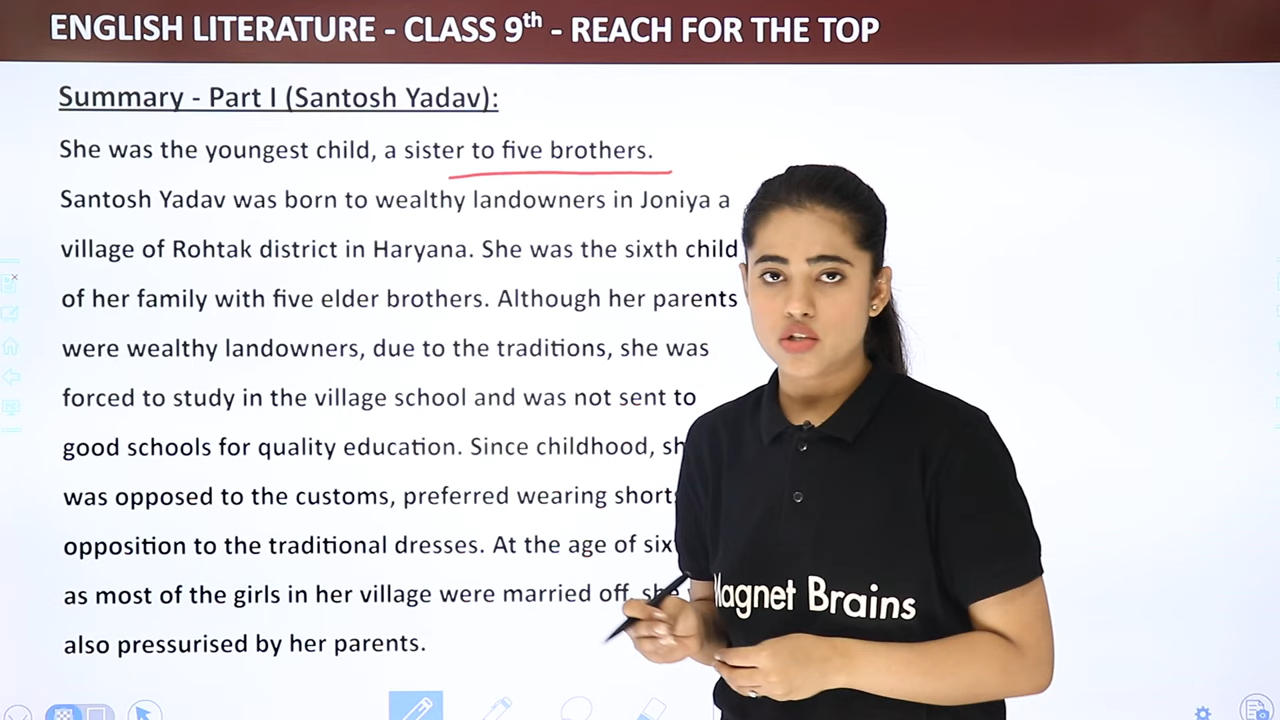 ENGLISH LITERATURE - CLASS 9th - REACH FOR THE TOP
Summary - Part I (Santosh Yadav):
She was the youngest child, a sister to five brothers.
Santosh Yadav was born to wealthy landowners in Joniya a
village of Rohtak district in Haryana. She was the sixth child
of her family with five elder brothers. Although her parents
were wealthy landowners, due to the traditions, she was
forced to study in the village school and was not sent to
good schools for quality education. Since childhood, sh
was opposed to the customs, preferred wearing shorts
opposition to the traditional dresses. At the age of six
as most of the girls in her village were married off, she
also pressurised by her parents.
Magnet Brains